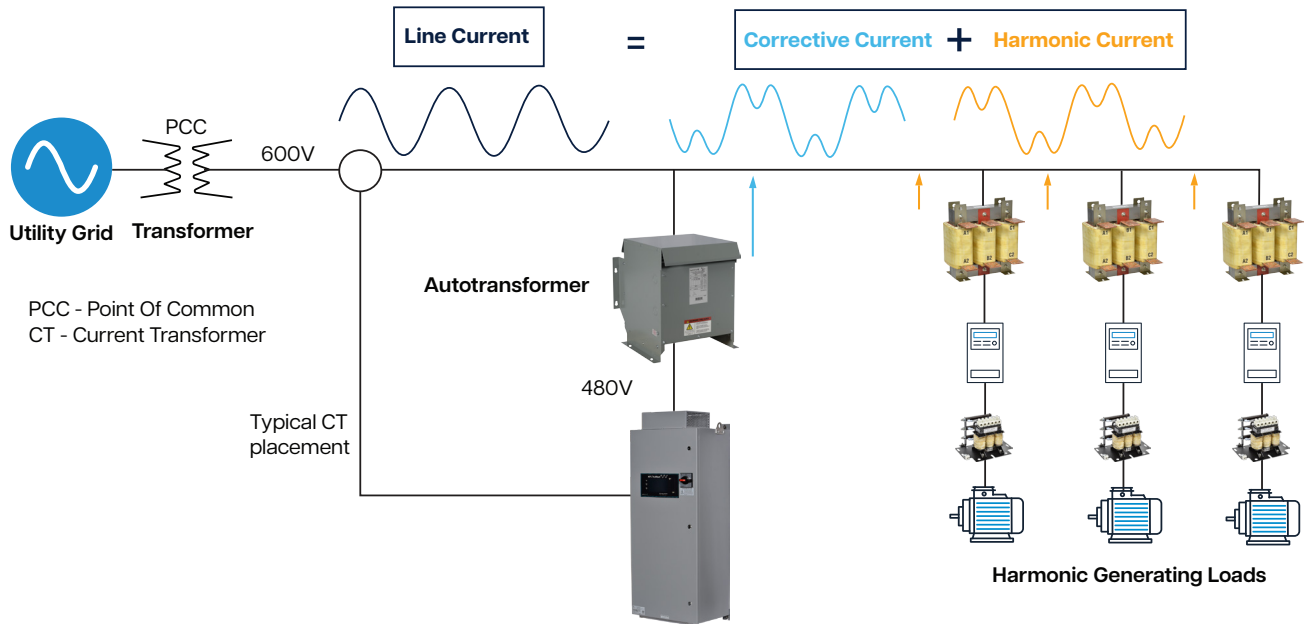 Line Current
=
Corrective Current + Harmonic Current
PCC
600V
Utility Grid
Transformer
Autotransformer
PCC - Point Of Common
CT - Current Transformer
480V
Typical CT
placement
Harmonic Generating Loads